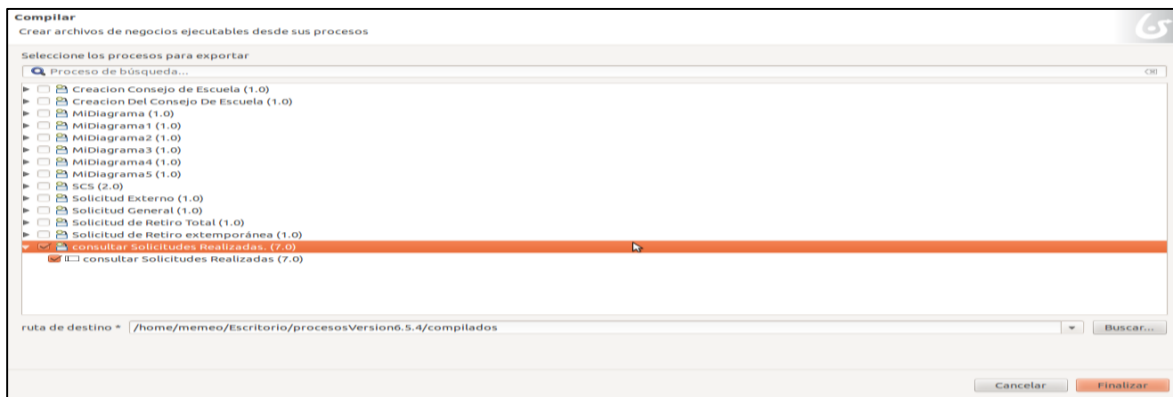 Compilar
Crear archivos de negocios ejecutables desde sus procesos
Seleccione los procesos para exportar
Proceso de búsqueda...
Creacion Consejo de Escuela (1.0)
Creacion Del Consejo De Escuela (1.0)
MiDiagrama (1.0)
MiDiagrama1 (1.0)
MiDiagrama2 (1.0)
MiDiagrama3 (1.0)
MiDiagrama4 (1.0)
MiDiagrama5 (1.0)
SCS (2.0)
Solicitud Externo (1.0)
Solicitud General (1.0)
Solicitud de Retiro Total (1.0)
Solicitud de Retiro extemporánea (1.0)
consultar Solicitudes Realizadas. (7.0)
consultar Solicitudes Realizadas (7.0)
ruta de destino * /home/memeo/Escritorio/procesosVersion6.5.4/compilados Buscar...
Cancelar Finalizar